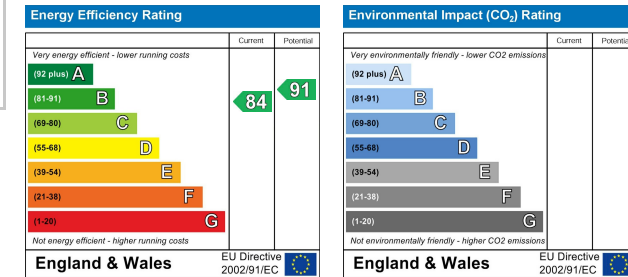 Energy Efficiency Rating
Current Potential
Very energy efficient - lower running costs
(92 plus) A
(81-91) B
(69-80) C
(55-68) D
(39-54) E
(21-38) F
(1-20) G
84
91
Not energy efficient - higher running costs
England & Wales
EU Directive
2002/91/EC
Environmental Impact (CO₂) Rating
Current Potential
Very environmentally friendly - lower CO2 emissions
(92 plus) A
(81-91) B
(69-80) C
(55-68) D
(39-54) E
(21-38) F
(1-20) G
Not environmentally friendly - higher CO2 emissions
England & Wales
EU Directive
2002/91/EC